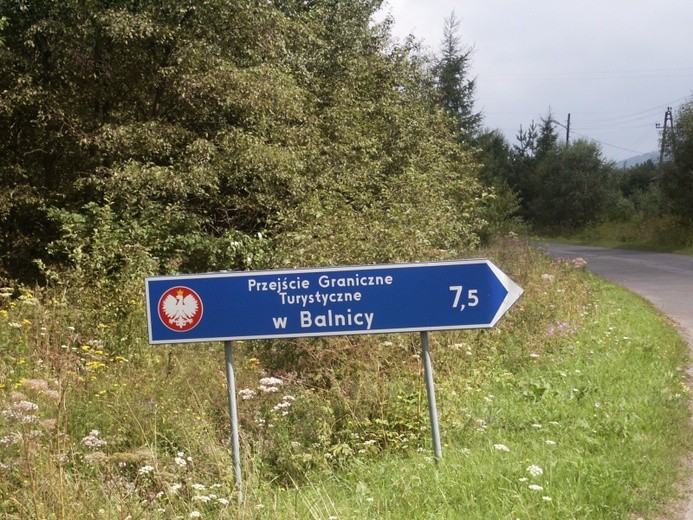 Przejście Graniczne
Turystyczne
w Balnicy
7,5